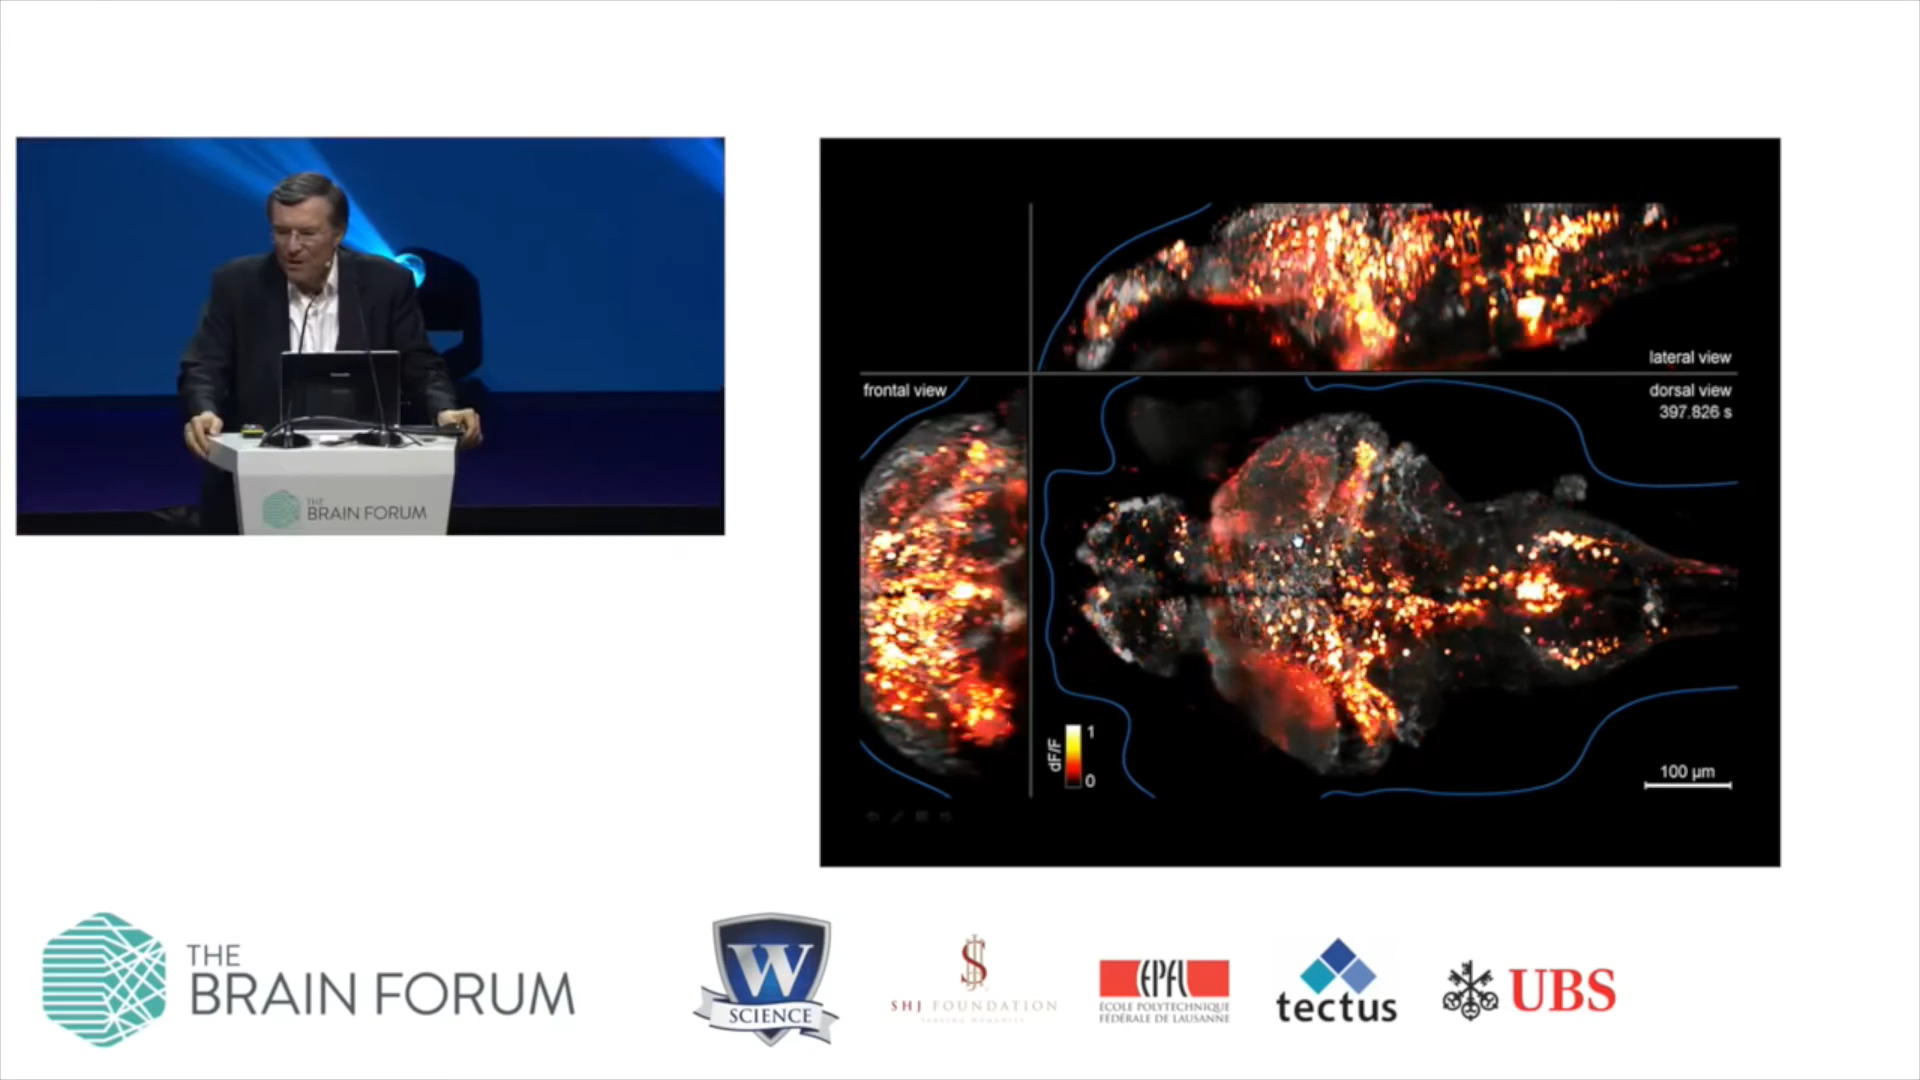 THE
BRAIN FORUM
lateral view
frontal view
dorsal view
397.826 s
dF/F
1
0
100 µm
THE
BRAIN FORUM
W
SCIENCE
SHJ FOUNDATION
EPFL
ÉCOLE POLYTECHNIQUE
FÉDÉRALE DE LAUSANNE
tectus
UBS